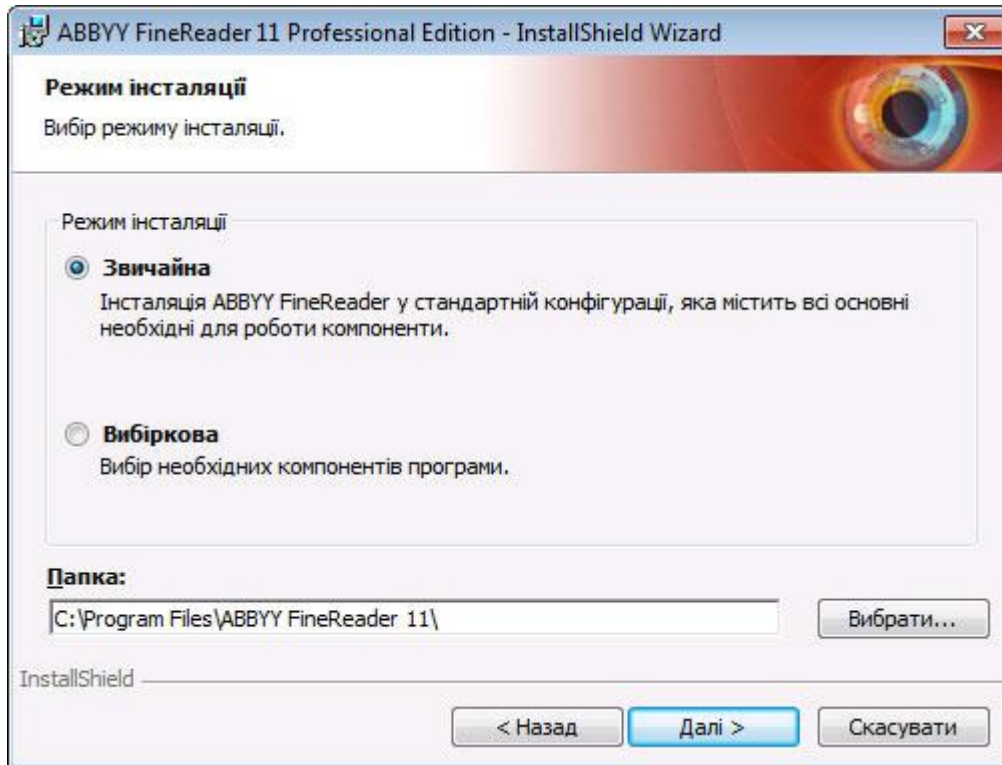 ABBYY FineReader 11 Professional Edition - InstallShield Wizard
Режим інсталяції
Вибір режиму інсталяції.
Режим інсталяції
Звичайна
Інсталяція ABBYY FineReader у стандартній конфігурації, яка містить всі основні
необхідні для роботи компоненти.
Вибіркова
Вибір необхідних компонентів програми.
Папка:
C:\Program Files\ABBYY FineReader 11\
Вибрати...
InstallShield
< Назад
Далі >
Скасувати